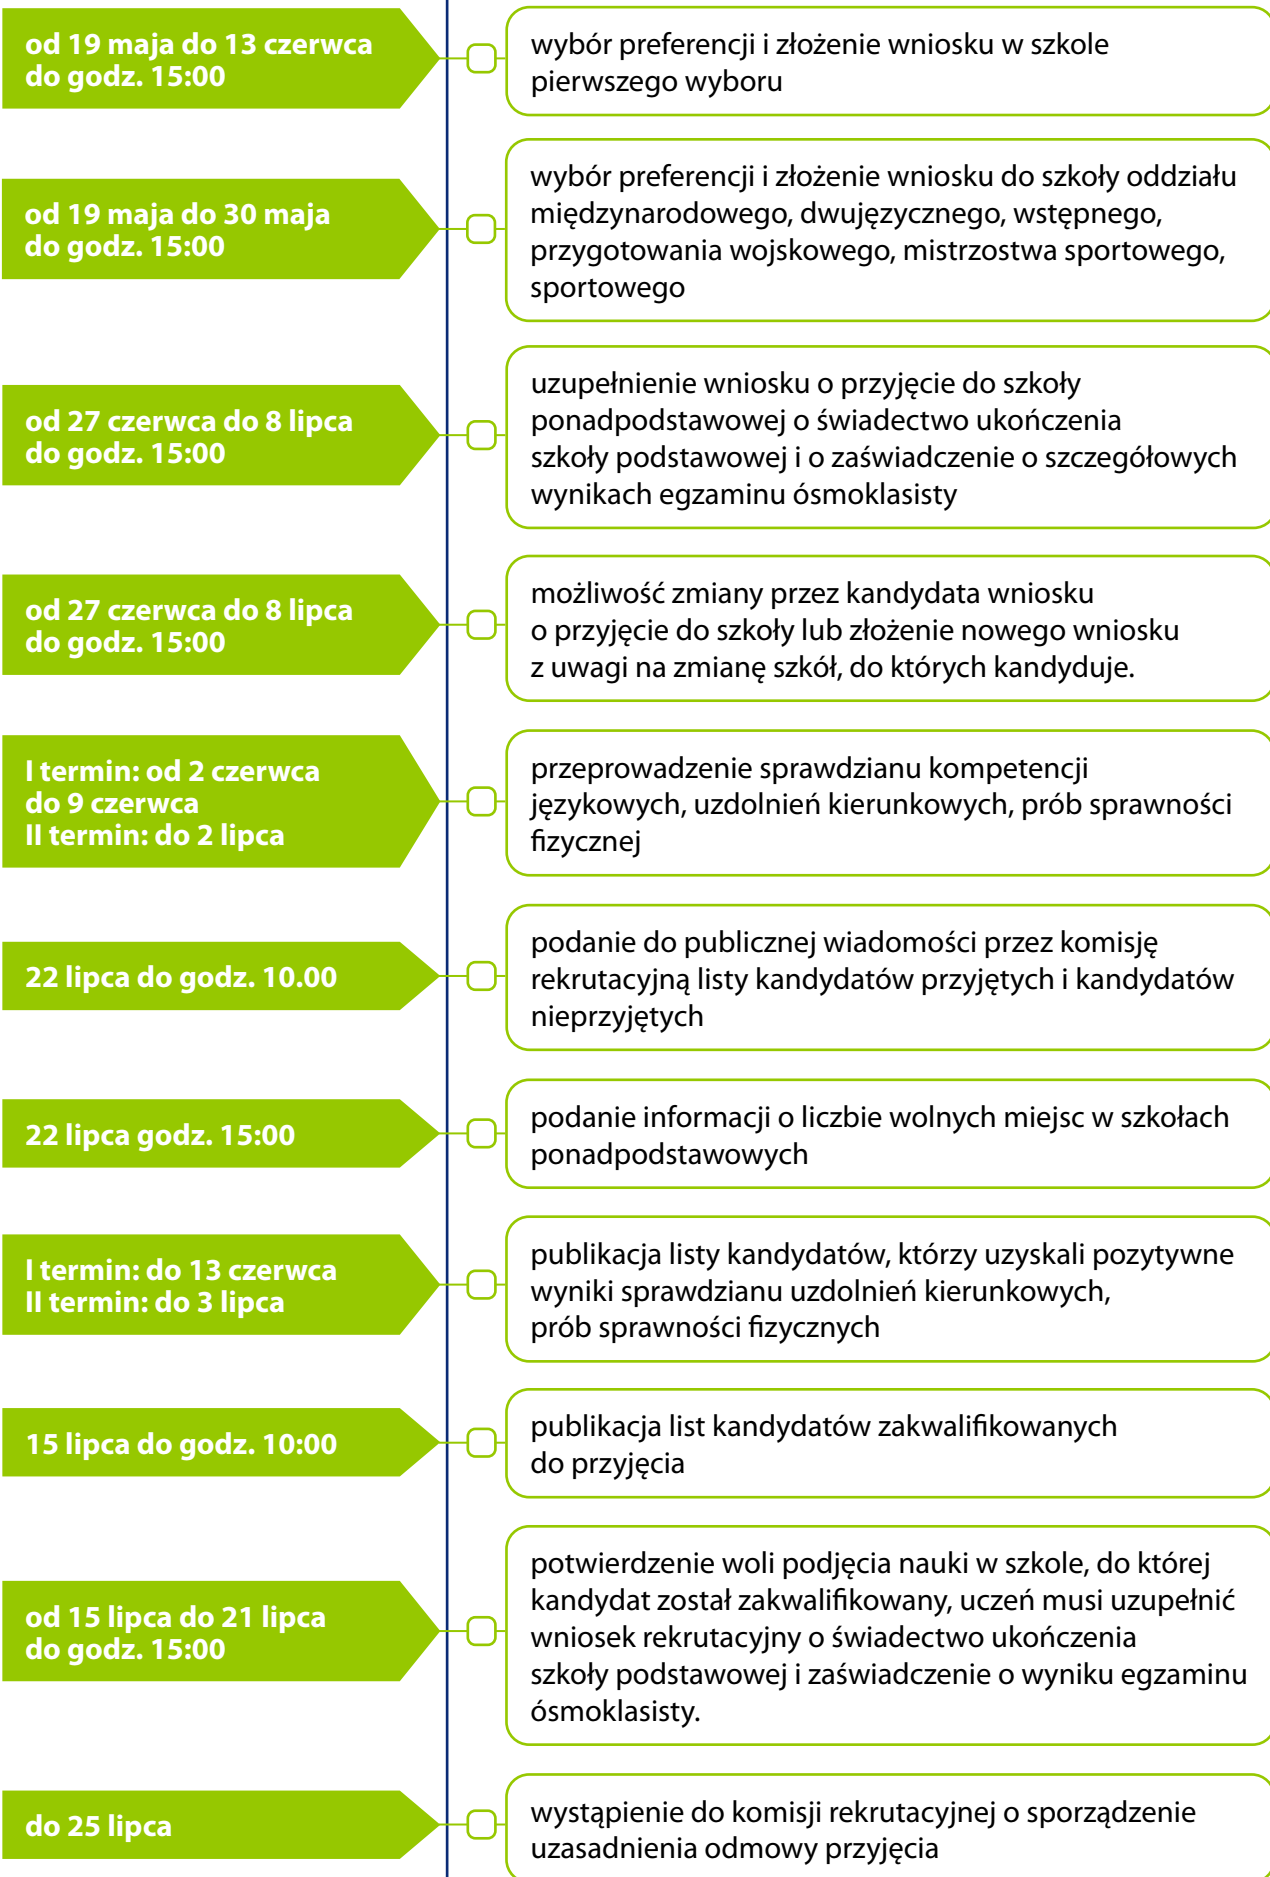 od 19 maja do 13 czerwca
do godz. 15:00
wybór preferencji i złożenie wniosku w szkole
pierwszego wyboru
od 19 maja do 30 maja
do godz. 15:00
wybór preferencji i złożenie wniosku do szkoły oddziału
międzynarodowego, dwujęzycznego, wstępnego,
przygotowania wojskowego, mistrzostwa sportowego,
sportowego
od 27 czerwca do 8 lipca
do godz. 15:00
uzupełnienie wniosku o przyjęcie do szkoły
ponadpodstawowej o świadectwo ukończenia
szkoły podstawowej i o zaświadczenie o szczegółowych
wynikach egzaminu ósmoklasisty
od 27 czerwca do 8 lipca
do godz. 15:00
możliwość zmiany przez kandydata wniosku
o przyjęcie do szkoły lub złożenie nowego wniosku
z uwagi na zmianę szkół, do których kandyduje.
I termin: od 2 czerwca
do 9 czerwca
II termin: do 2 lipca
przeprowadzenie sprawdzianu kompetencji
językowych, uzdolnień kierunkowych, prób sprawności
fizycznej
22 lipca do godz. 10.00
podanie do publicznej wiadomości przez komisję
rekrutacyjną listy kandydatów przyjętych i kandydatów
nieprzyjętych
22 lipca godz. 15:00
podanie informacji o liczbie wolnych miejsc w szkołach
ponadpodstawowych
I termin: do 13 czerwca
II termin: do 3 lipca
publikacja listy kandydatów, którzy uzyskali pozytywne
wyniki sprawdzianu uzdolnień kierunkowych,
prób sprawności fizycznych
15 lipca do godz. 10:00
publikacja list kandydatów zakwalifikowanych
do przyjęcia
od 15 lipca do 21 lipca
do godz. 15:00
potwierdzenie woli podjęcia nauki w szkole, do której
kandydat został zakwalifikowany, uczeń musi uzupełnić
wniosek rekrutacyjny o świadectwo ukończenia
szkoły podstawowej i zaświadczenie o wyniku egzaminu
ósmoklasisty.
do 25 lipca
wystąpienie do komisji rekrutacyjnej o sporządzenie
uzasadnienia odmowy przyjęcia